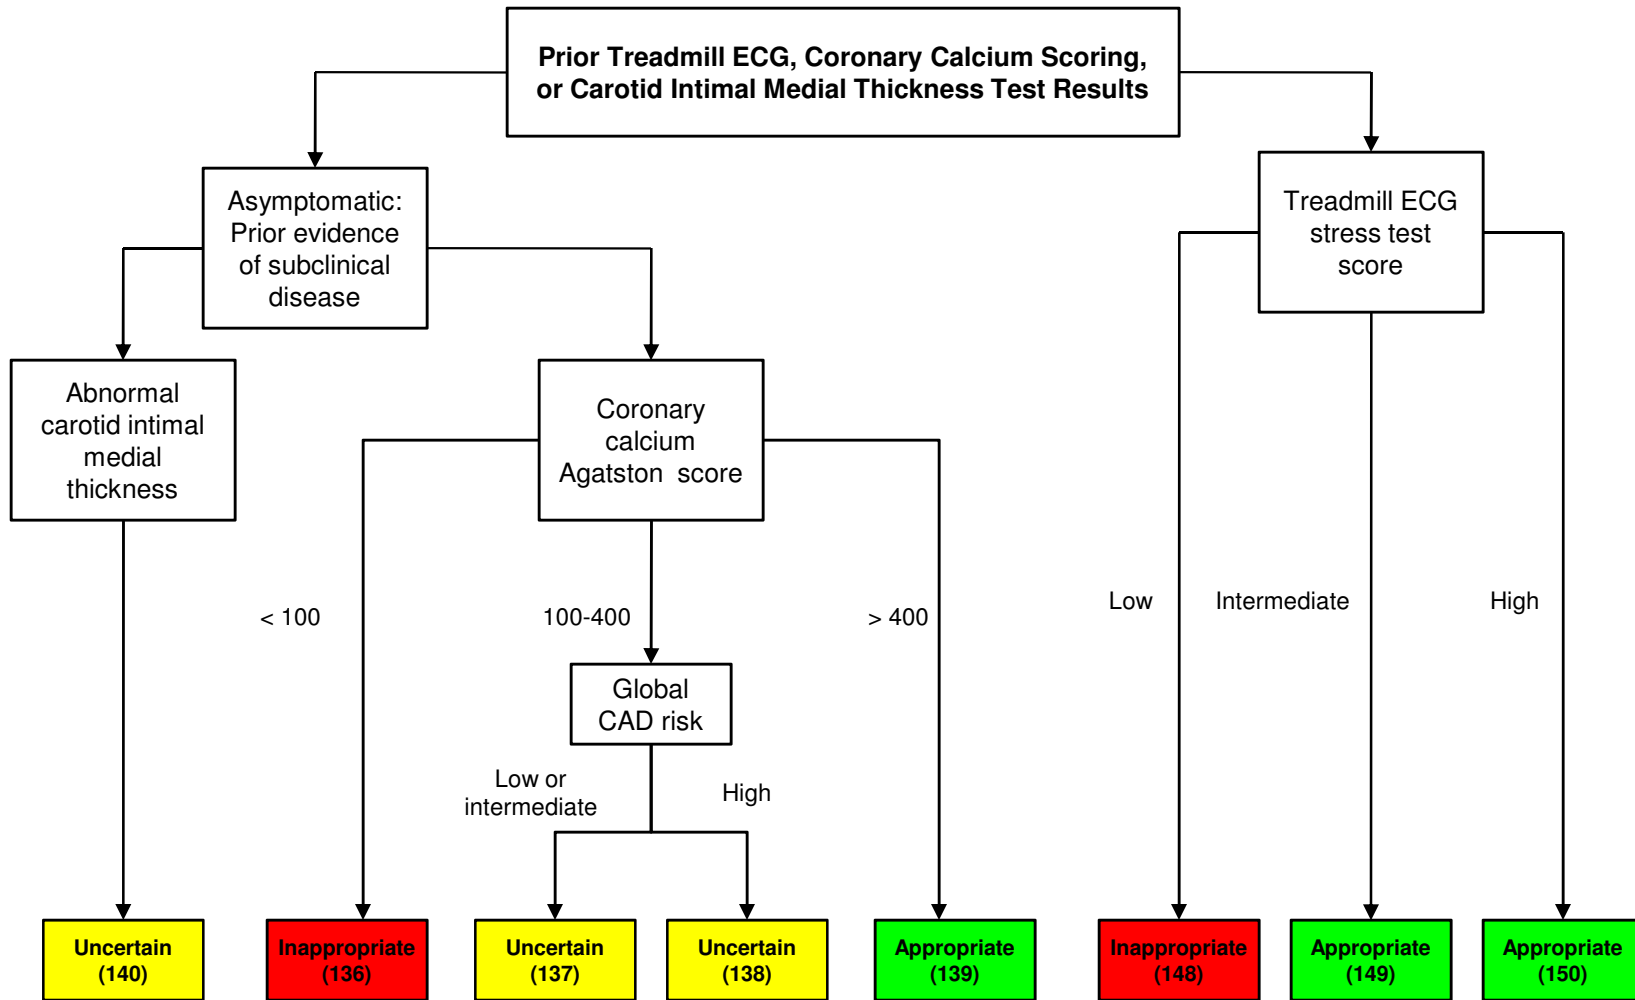 Prior Treadmill ECG, Coronary Calcium Scoring,
or Carotid Intimal Medial Thickness Test Results
Asymptomatic:
Prior evidence
of subclinical
disease
Treadmill ECG
stress test
score
Abnormal
carotid intimal
medial
thickness
Coronary
calcium
Agatston  score
< 100
100-400
> 400
Low
Intermediate
High
Global
CAD risk
Low or
intermediate
High
Uncertain
(140)
Inappropriate
(136)
Uncertain
(137)
Uncertain
(138)
Appropriate
(139)
Inappropriate
(148)
Appropriate
(149)
Appropriate
(150)